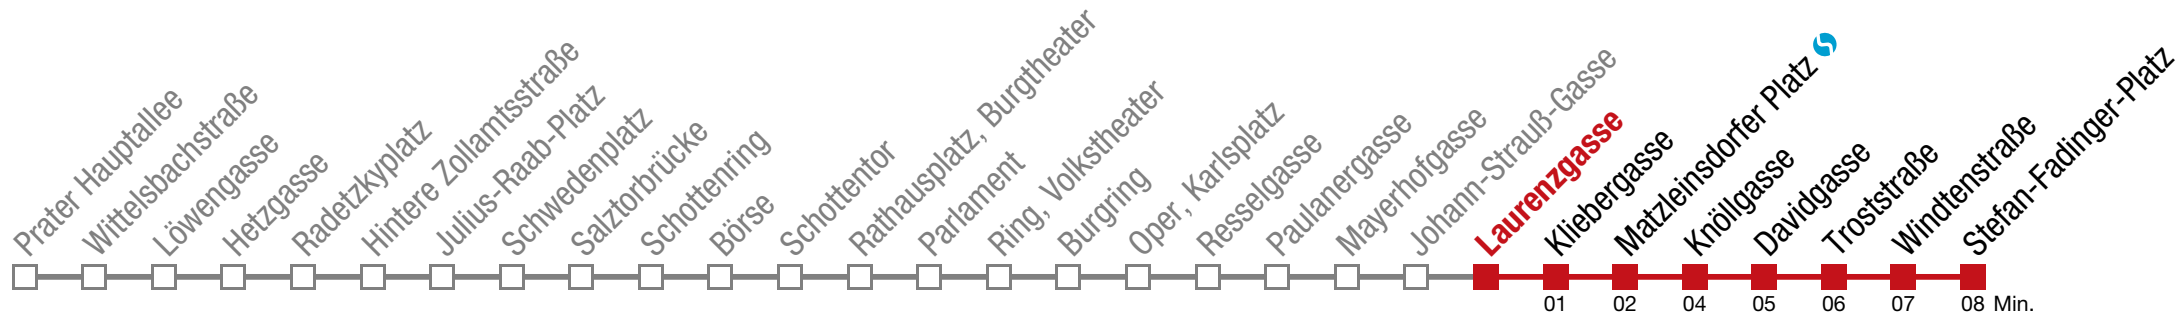 Prater Hauptallee
Wittelsbachstraße
Löwengasse
Hetzgasse
Radetzkyplatz
Hintere Zollamtsstraße
Julius-Raab-Platz
Schwedenplatz
Salztorbrücke
Schottenring
Börse
Schottentor
Rathausplatz, Burgtheater
Parlament
Ring, Volkstheater
Burgring
Oper, Karlsplatz
Resselgasse
Paulanergasse
Mayerhofgasse
Johann-Strauß-Gasse
Laurenzgasse
Kliebergasse
Matzleinsdorfer Platz
Knöllgasse
Davidgasse
Troststraße
Windtenstraße
Stefan-Fadinger-Platz
01 02 04 05 06 07 08 Min.